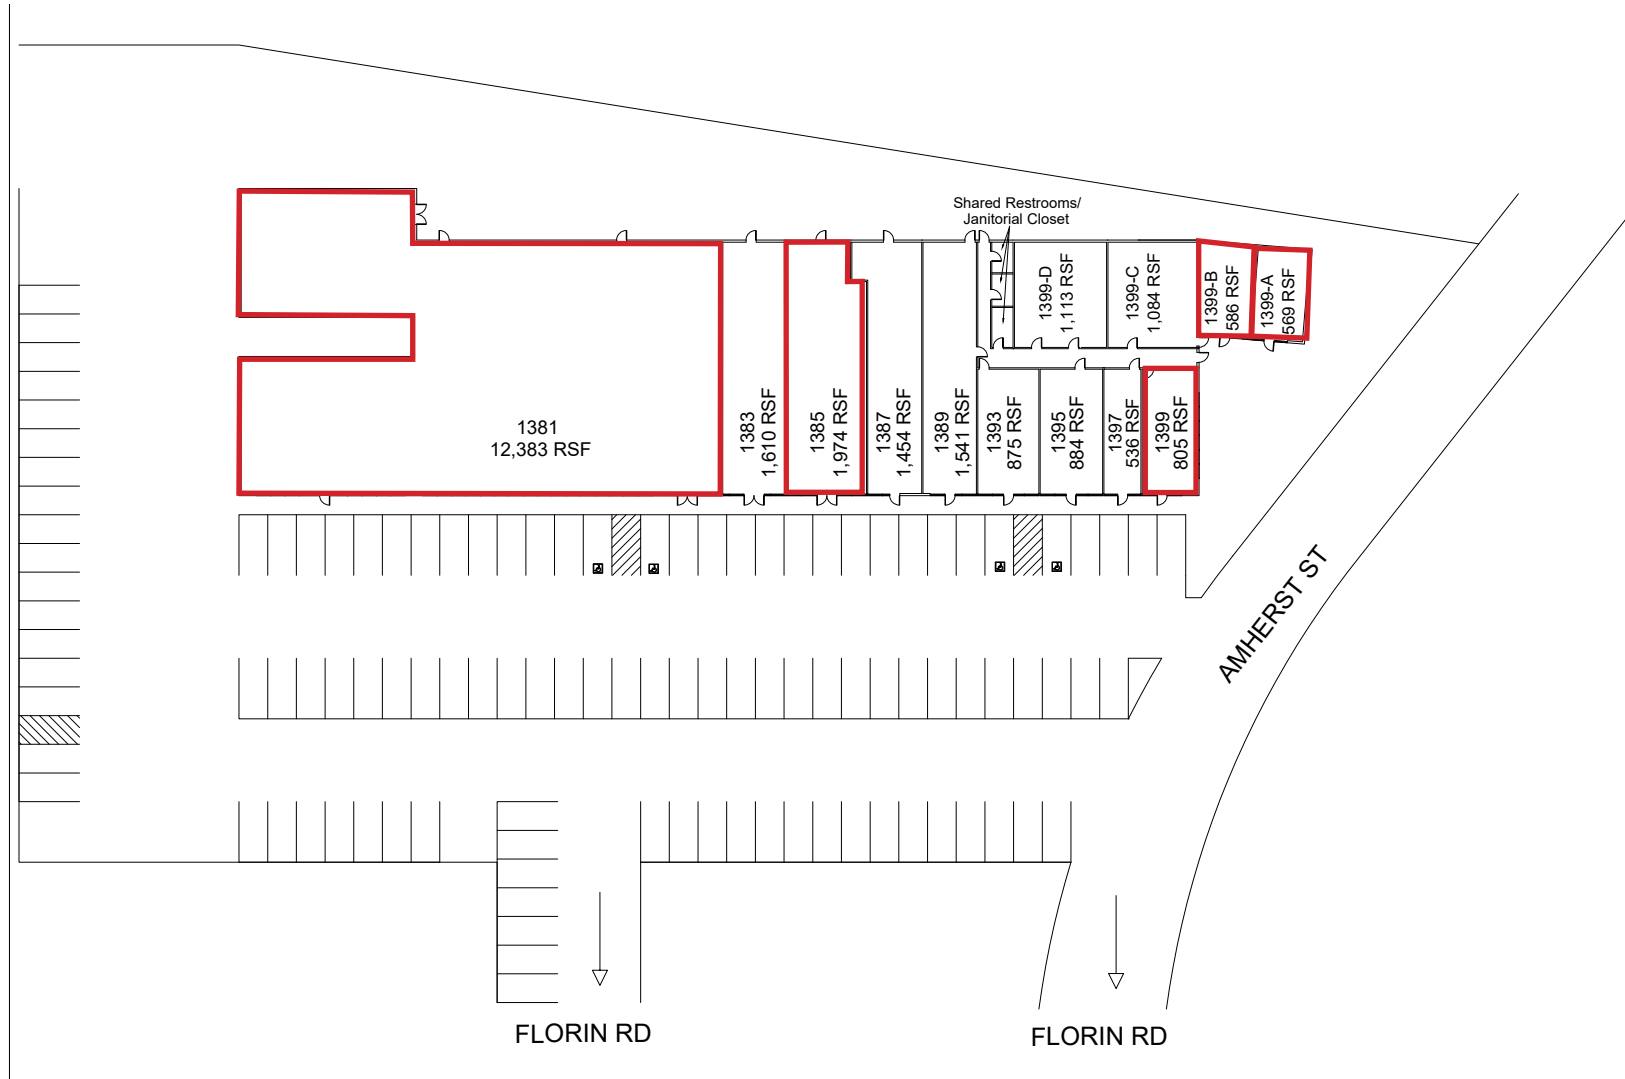 Shared Restrooms/
Janitorial Closet
1381
12,383 RSF
1383
1,610 RSF
1385
1,974 RSF
1387
1,454 RSF
1389
1,541 RSF
1393
875 RSF
1395
884 RSF
1397
536 RSF
1399
805 RSF
1399-D
1,113 RSF
1399-C
1,084 RSF
1399-B
586 RSF
1399-A
569 RSF
AMHERST ST
FLORIN RD
FLORIN RD